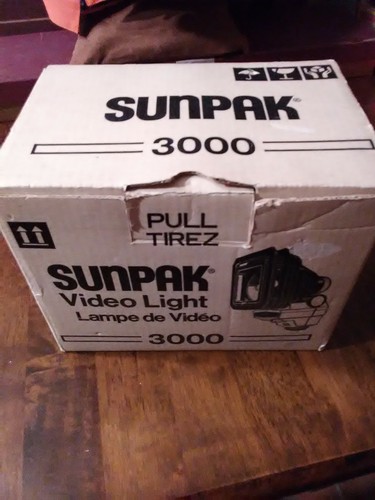 SUNPAK®
3000
PULL
TIREZ
SUNPAK®
Video Light
Lampe de Vidéo
3000